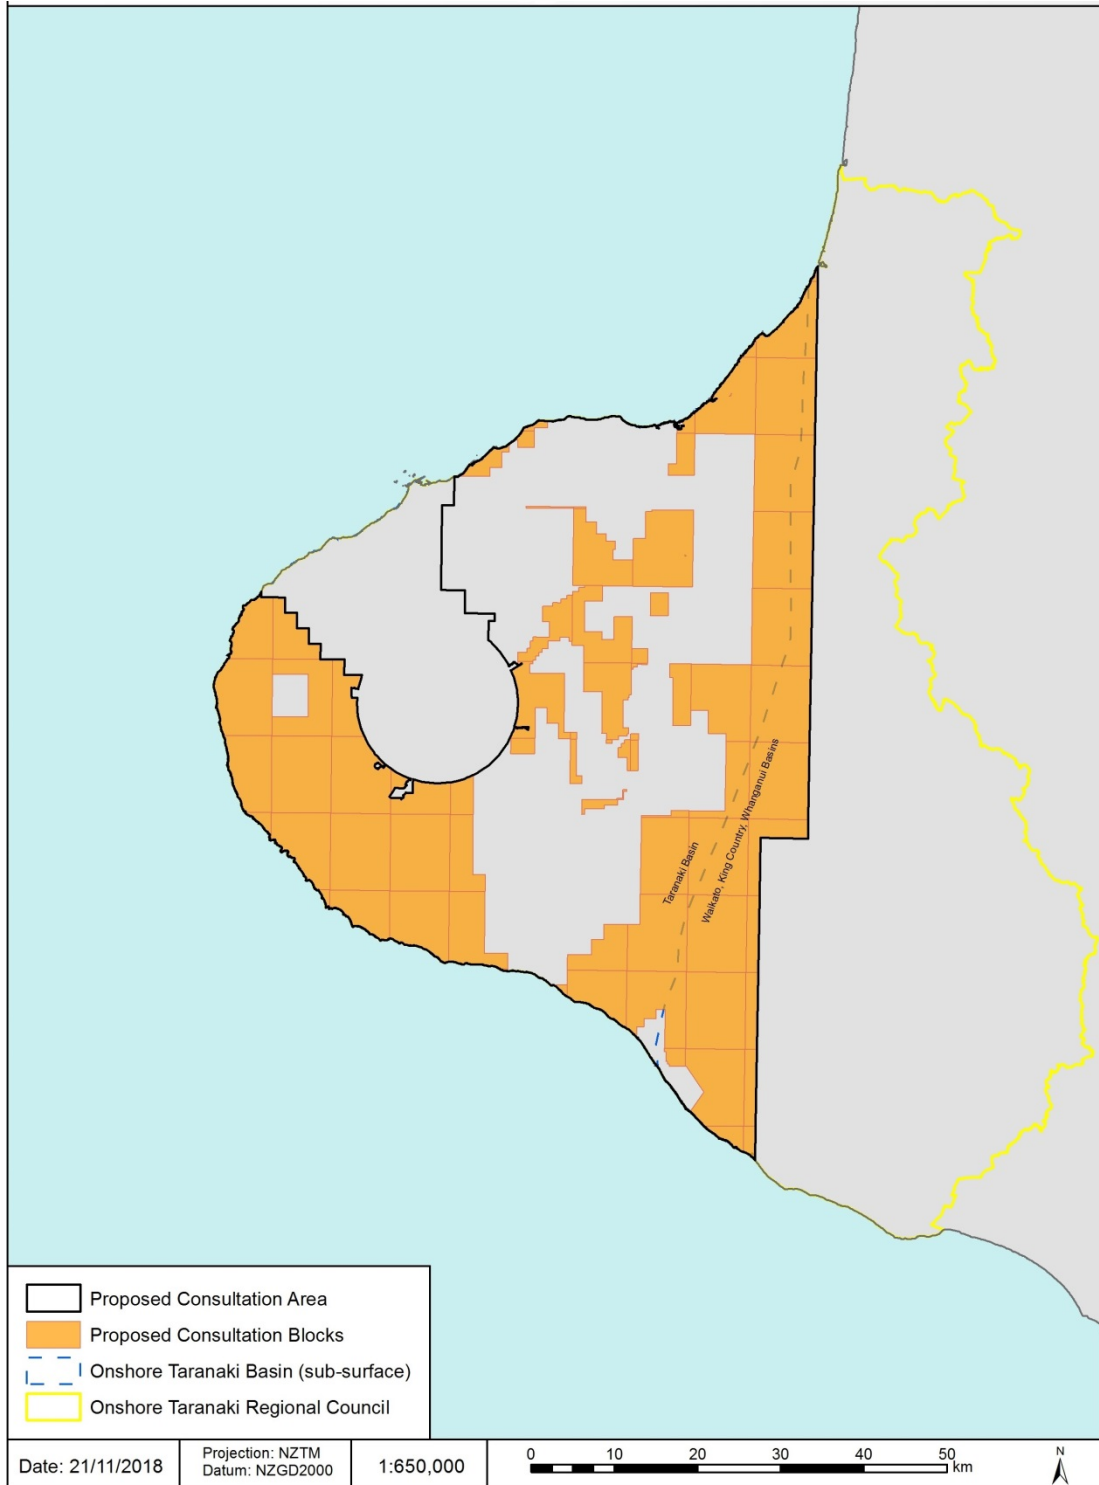 Taranaki Basin
Waikato, King Country, Whanganui Basins
Proposed Consultation Area
Proposed Consultation Blocks
Onshore Taranaki Basin (sub-surface)
Onshore Taranaki Regional Council
Date: 21/11/2018
Projection: NZTM
Datum: NZGD2000
1:650,000
0 10 20 30 40 50
km
N